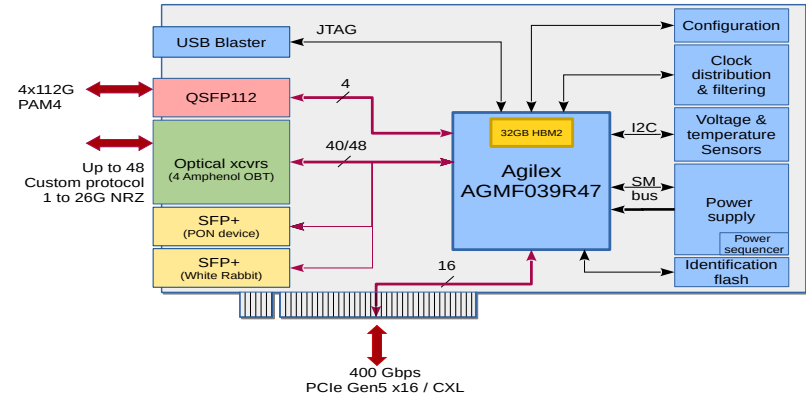 USB Blaster
JTAG
Configuration
4x112G
PAM4
QSFP112
4
Clock
distribution
& filtering
32GB HBM2
Up to 48
Custom protocol
1 to 26G NRZ
Optical xcvrs
(4 Amphenol OBT)
40/48
Agilex
AGMF039R47
I2C
Voltage &
temperature
Sensors
SM
bus
Power
supply
Power
sequencer
SFP+
(PON device)
SFP+
(White Rabbit)
16
Identification
flash
400 Gbps
PCIe Gen5 x16 / CXL